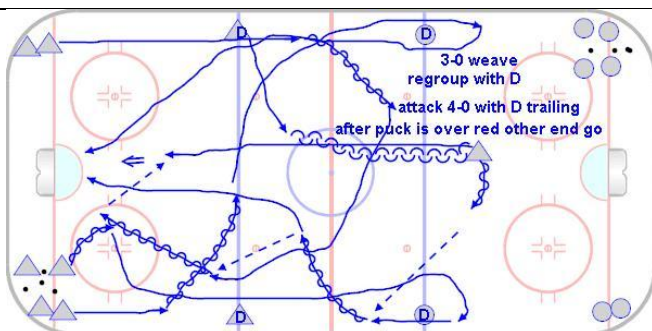 D
D
3-0 weave
regroup with D
attack 4-0 with D trailing
after puck is over red other end go
D
D